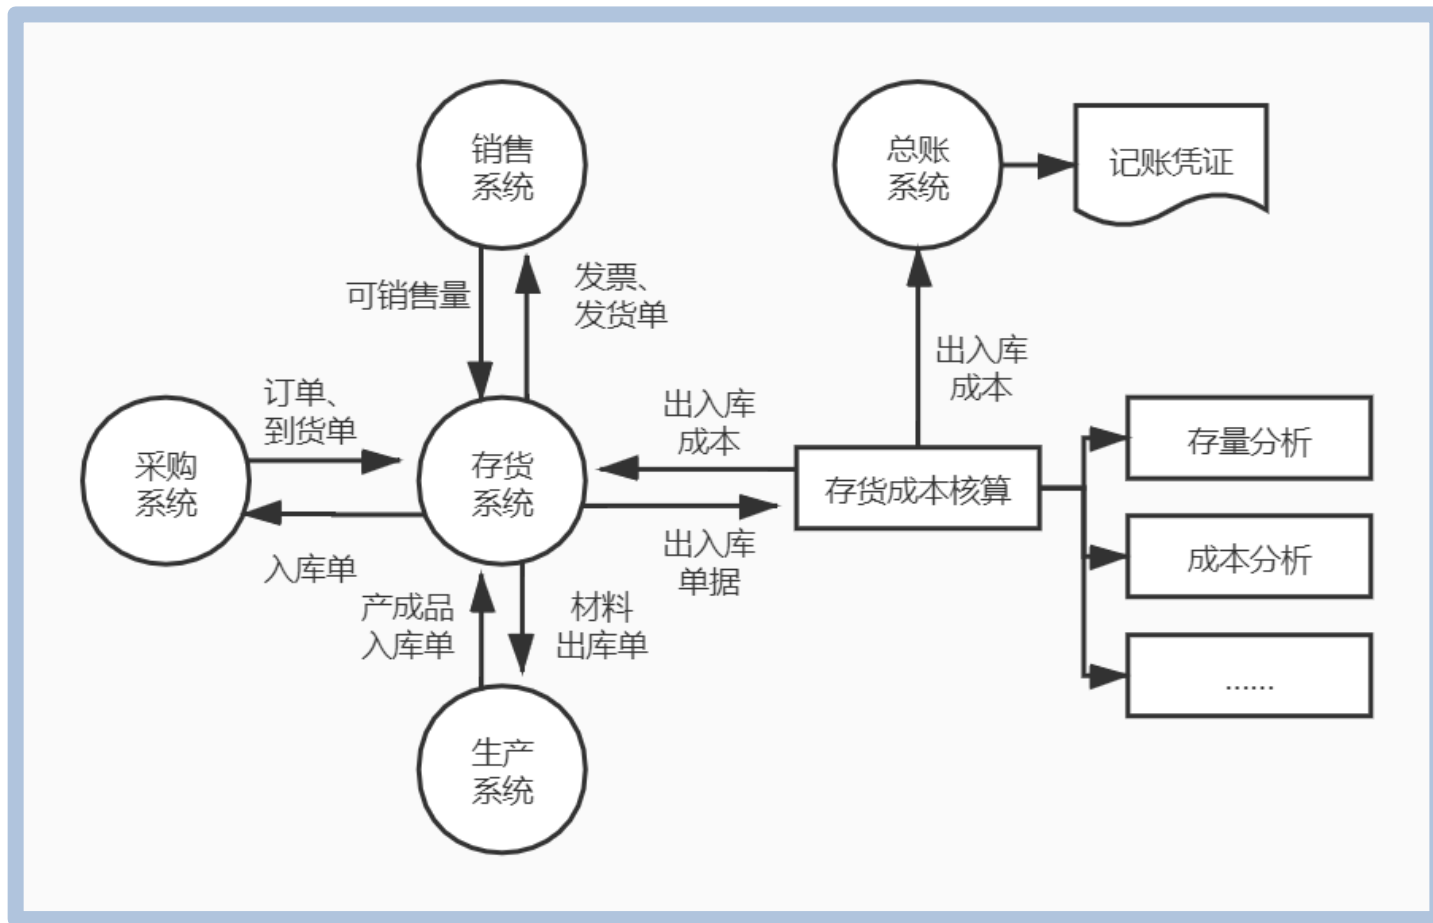 销售
系统
总账
系统
记账凭证
可销售量
发票、
发货单
出入库
成本
订单、
到货单
出入库
成本
采购
系统
存货
系统
存货成本核算
存量分析
入库单
出入库
单据
成本分析
产成品
入库单
材料
出库单
……
生产
系统